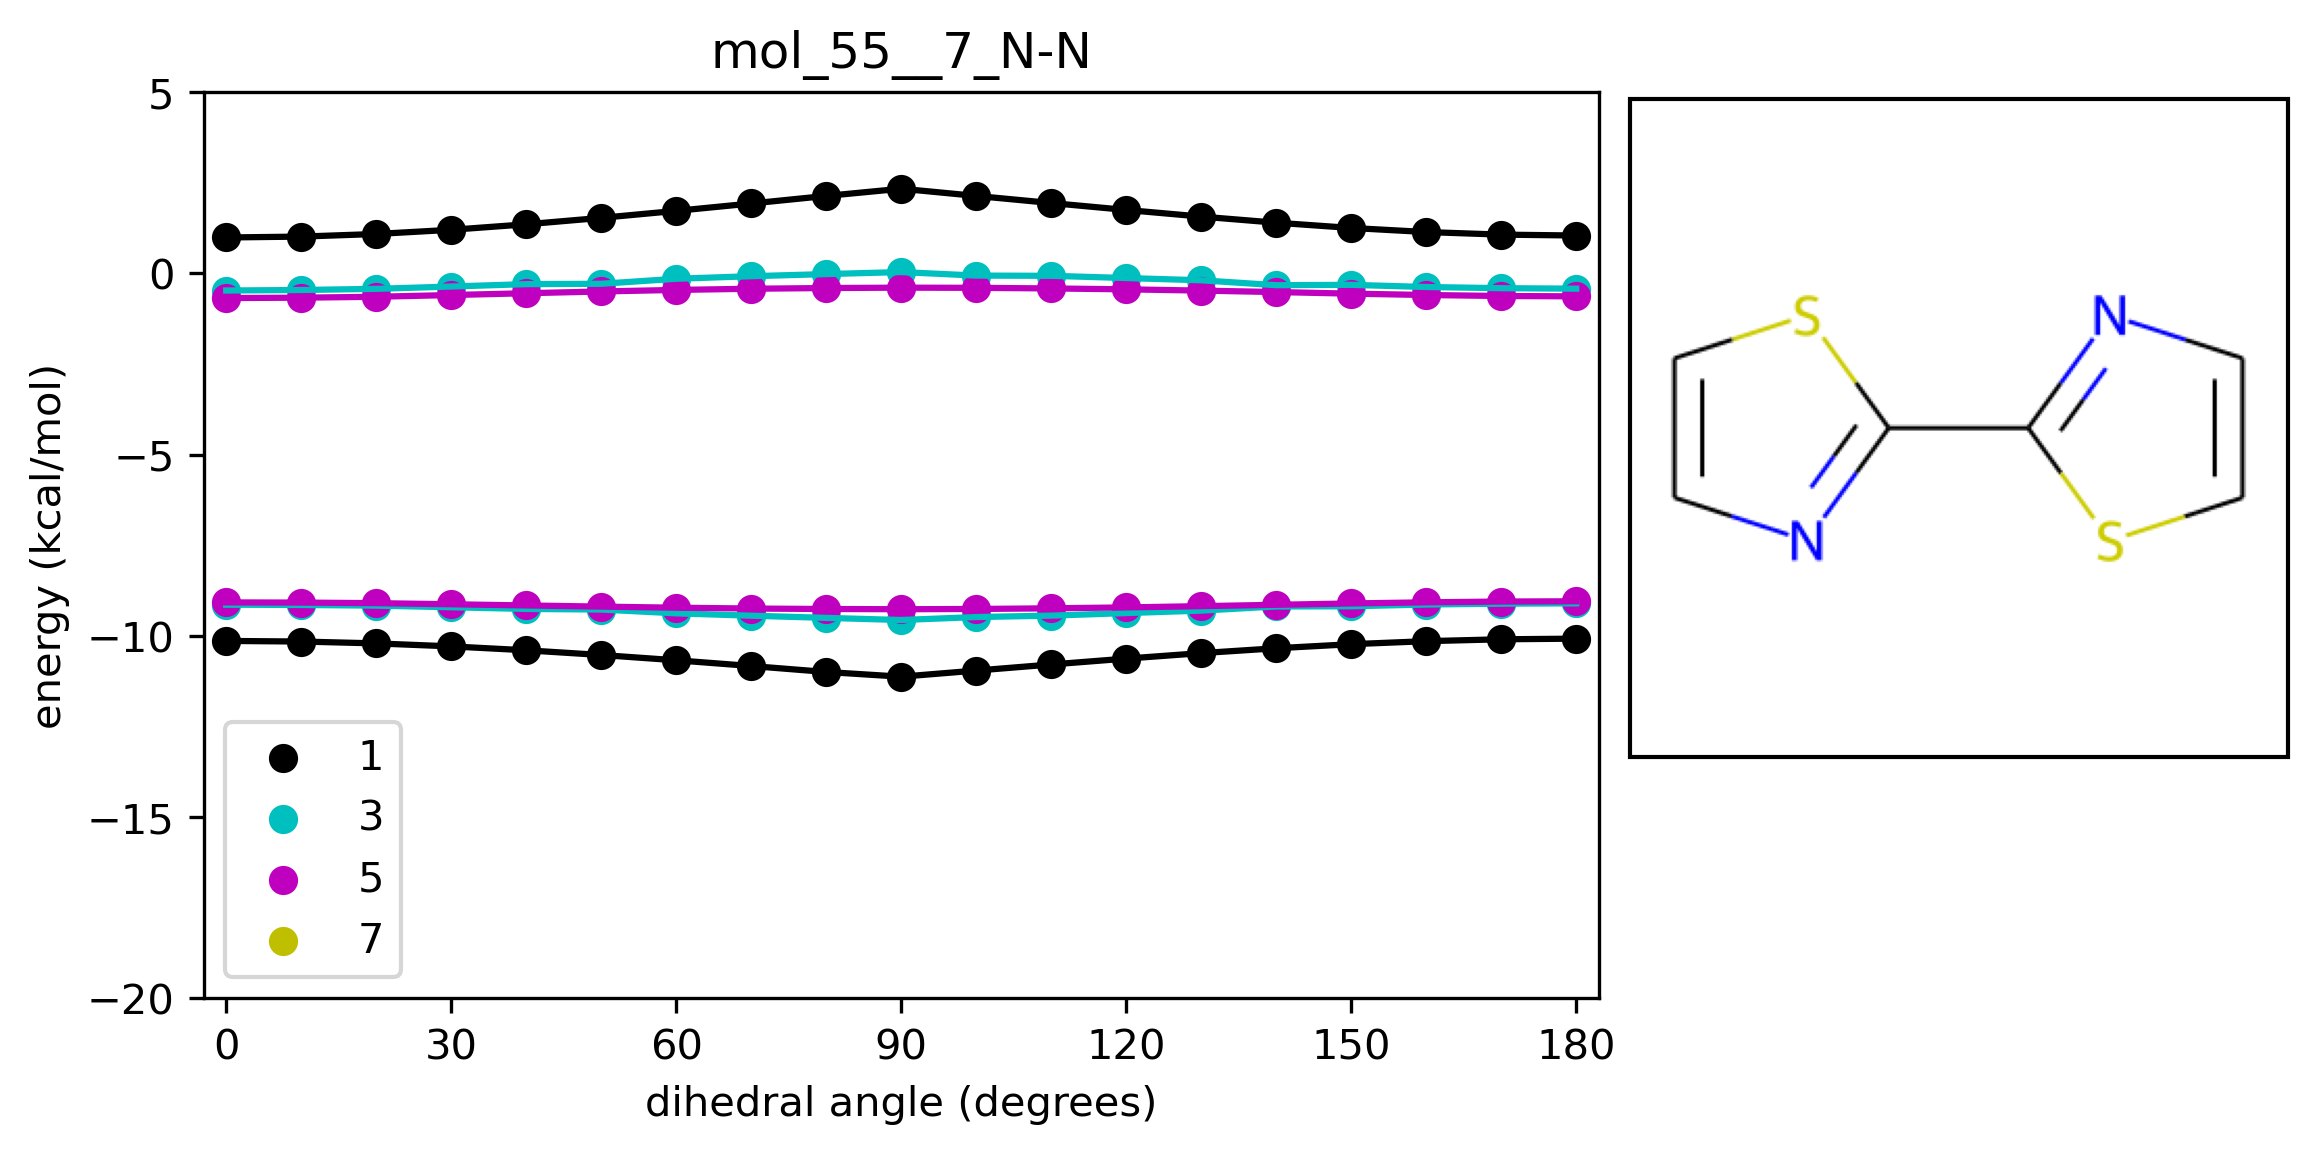 mol_55__7_N-N
5
0
−5
−10
−15
−20
energy (kcal/mol)
1
3
5
7
0 30 60 90 120 150 180
dihedral angle (degrees)
S N
N S